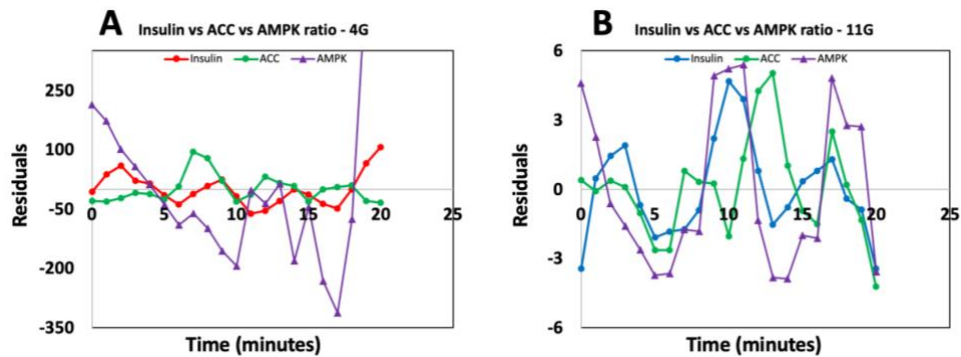 A
Insulin vs ACC vs AMPK ratio - 4G
Insulin ACC AMPK
250
100
-50
-200
-350
0 5 10 15 20 25
Residuals
Time (minutes)
B
Insulin vs ACC vs AMPK ratio - 11G
Insulin ACC AMPK
6
3
0
-3
-6
0 5 10 15 20 25
Residuals
Time (minutes)